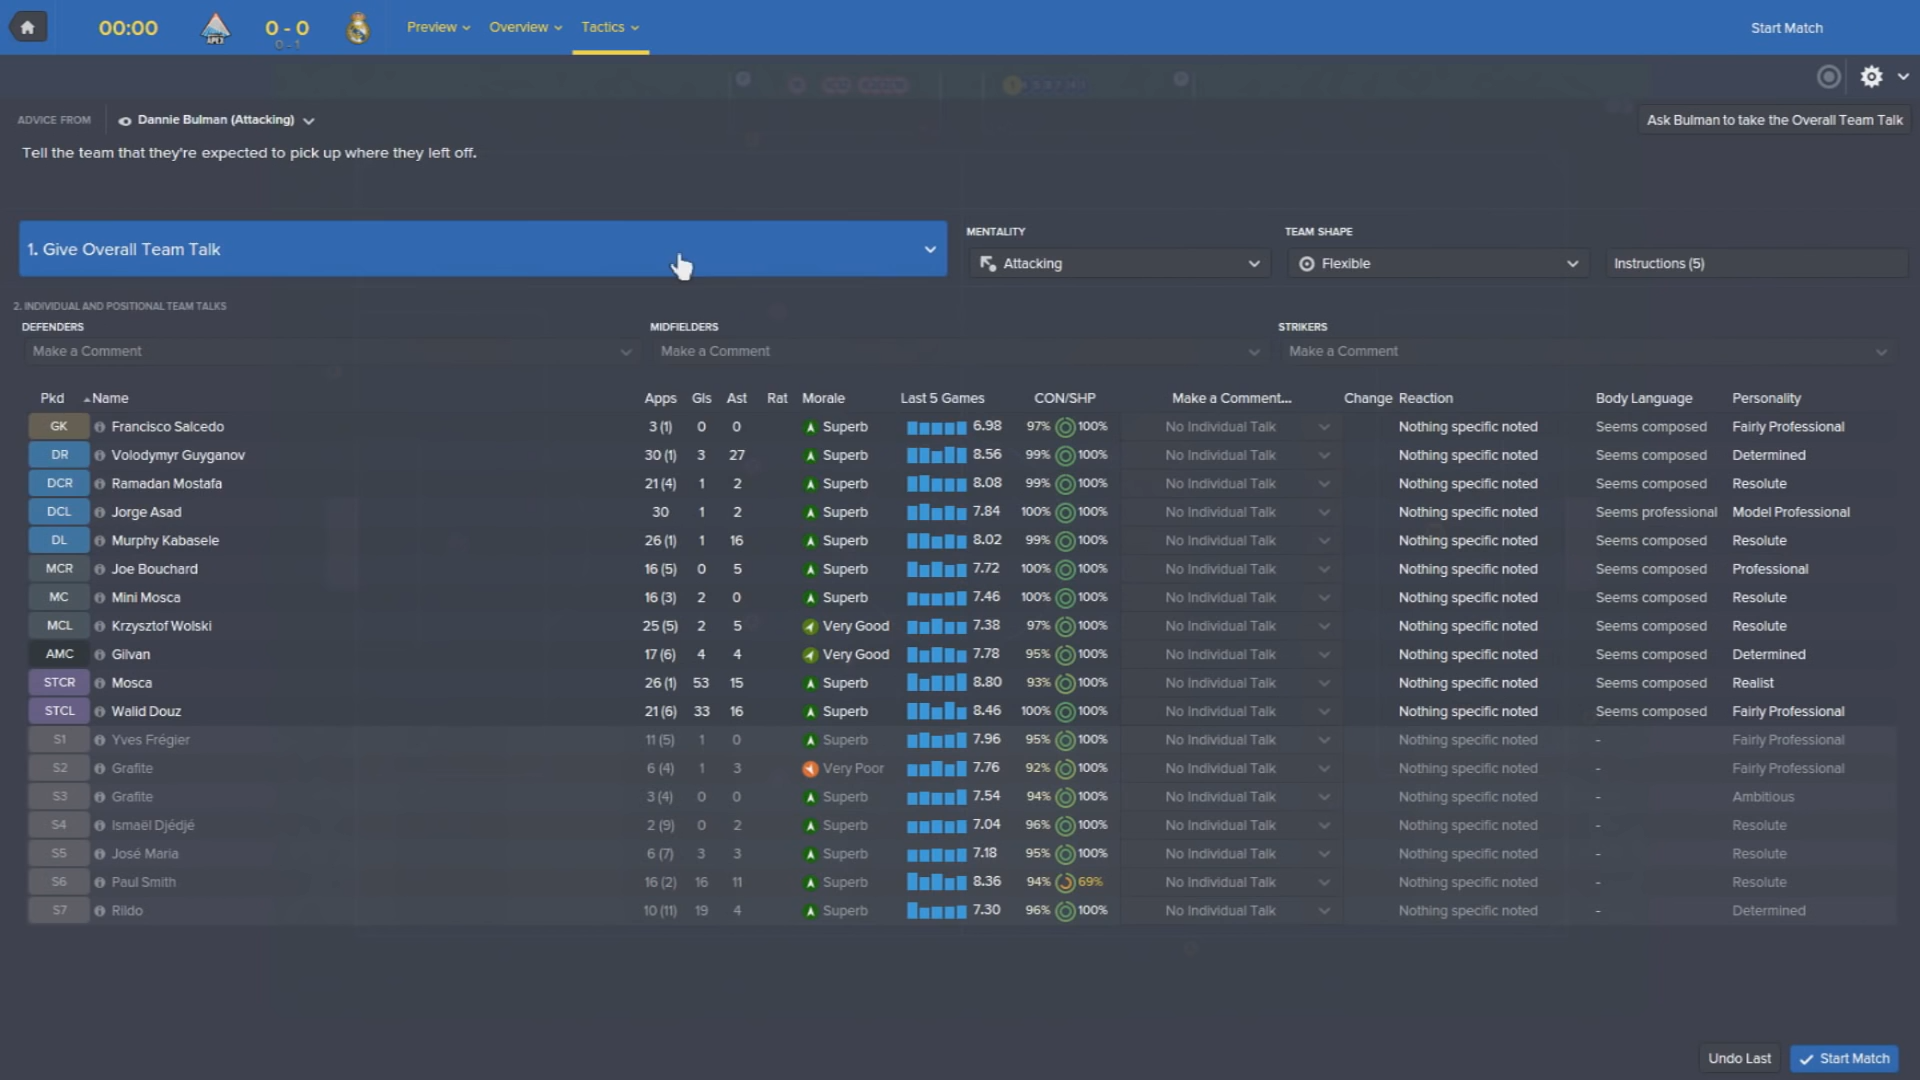 00:00 APEX 0 - 0 Preview Overview Tactics Start Match
0 - 1
ADVICE FROM Dannie Bulman (Attacking) Ask Bulman to take the Overall Team Talk
Tell the team that they're expected to pick up where they left off.
1. Give Overall Team Talk
MENTALITY TEAM SHAPE
Attacking Flexible Instructions (5)
2. INDIVIDUAL AND POSITIONAL TEAM TALKS
DEFENDERS MIDFIELDERS STRIKERS
Make a Comment Make a Comment Make a Comment
Pkd Name Apps Gls Ast Rat Morale Last 5 Games CON/SHP Make a Comment... Change Reaction Body Language Personality
GK Francisco Salcedo 3 (1) 0 0 Superb 6.98 97% 100% No Individual Talk Nothing specific noted Seems composed Fairly Professional
DR Volodymyr Guyganov 30 (1) 3 27 Superb 8.56 99% 100% No Individual Talk Nothing specific noted Seems composed Determined
DCR Ramadan Mostafa 21 (4) 1 2 Superb 8.08 99% 100% No Individual Talk Nothing specific noted Seems composed Resolute
DCL Jorge Asad 30 1 2 Superb 7.84 100% 100% No Individual Talk Nothing specific noted Seems professional Model Professional
DL Murphy Kabasele 26 (1) 1 16 Superb 8.02 99% 100% No Individual Talk Nothing specific noted Seems composed Resolute
MCR Joe Bouchard 16 (5) 0 5 Superb 7.72 100% 100% No Individual Talk Nothing specific noted Seems composed Professional
MC Mini Mosca 16 (3) 2 0 Superb 7.46 100% 100% No Individual Talk Nothing specific noted Seems composed Resolute
MCL Krzysztof Wolski 25 (5) 2 5 Very Good 7.38 97% 100% No Individual Talk Nothing specific noted Seems composed Resolute
AMC Gilvan 17 (6) 4 4 Very Good 7.78 95% 100% No Individual Talk Nothing specific noted Seems composed Determined
STCR Mosca 26 (1) 53 15 Superb 8.80 93% 100% No Individual Talk Nothing specific noted Seems composed Realist
STCL Walid Douz 21 (6) 33 16 Superb 8.46 100% 100% No Individual Talk Nothing specific noted Seems composed Fairly Professional
S1 Yves Frégier 11 (5) 1 0 Superb 7.96 95% 100% No Individual Talk Nothing specific noted - Fairly Professional
S2 Grafite 6 (4) 1 3 Very Poor 7.76 92% 100% No Individual Talk Nothing specific noted - Fairly Professional
S3 Grafite 3 (4) 0 0 Superb 7.54 94% 100% No Individual Talk Nothing specific noted - Ambitious
S4 Ismaël Djédjé 2 (9) 0 2 Superb 7.04 96% 100% No Individual Talk Nothing specific noted - Resolute
S5 José Maria 6 (7) 3 3 Superb 7.18 95% 100% No Individual Talk Nothing specific noted - Resolute
S6 Paul Smith 16 (2) 16 11 Superb 8.36 94% 69% No Individual Talk Nothing specific noted - Resolute
S7 Rildo 10 (11) 19 4 Superb 7.30 96% 100% No Individual Talk Nothing specific noted - Determined
Undo Last Start Match